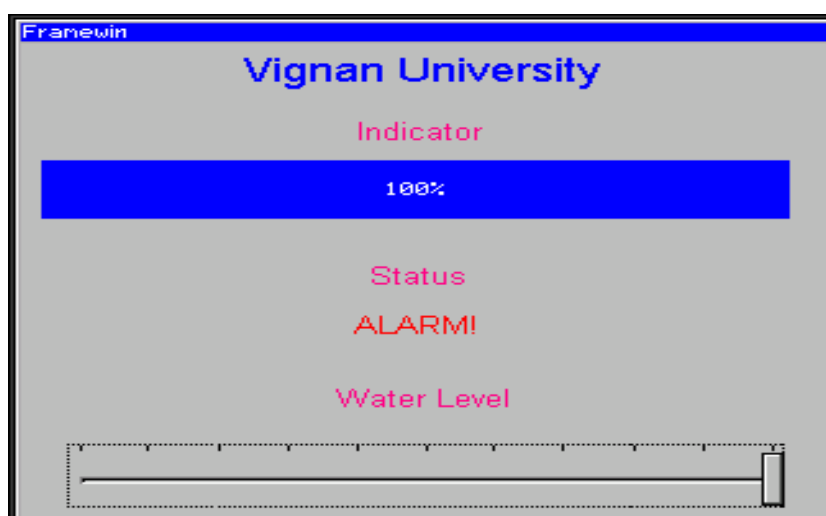 Framewin
Vignan University
Indicator
100%
Status
ALARM!
Water Level